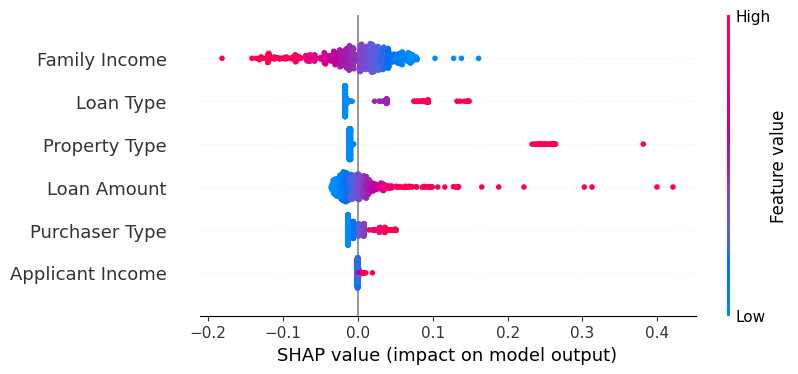 High
Family Income
Loan Type
Property Type
Loan Amount
Purchaser Type
Applicant Income
Feature value
Low
−0.2 −0.1 0.0 0.1 0.2 0.3 0.4
SHAP value (impact on model output)